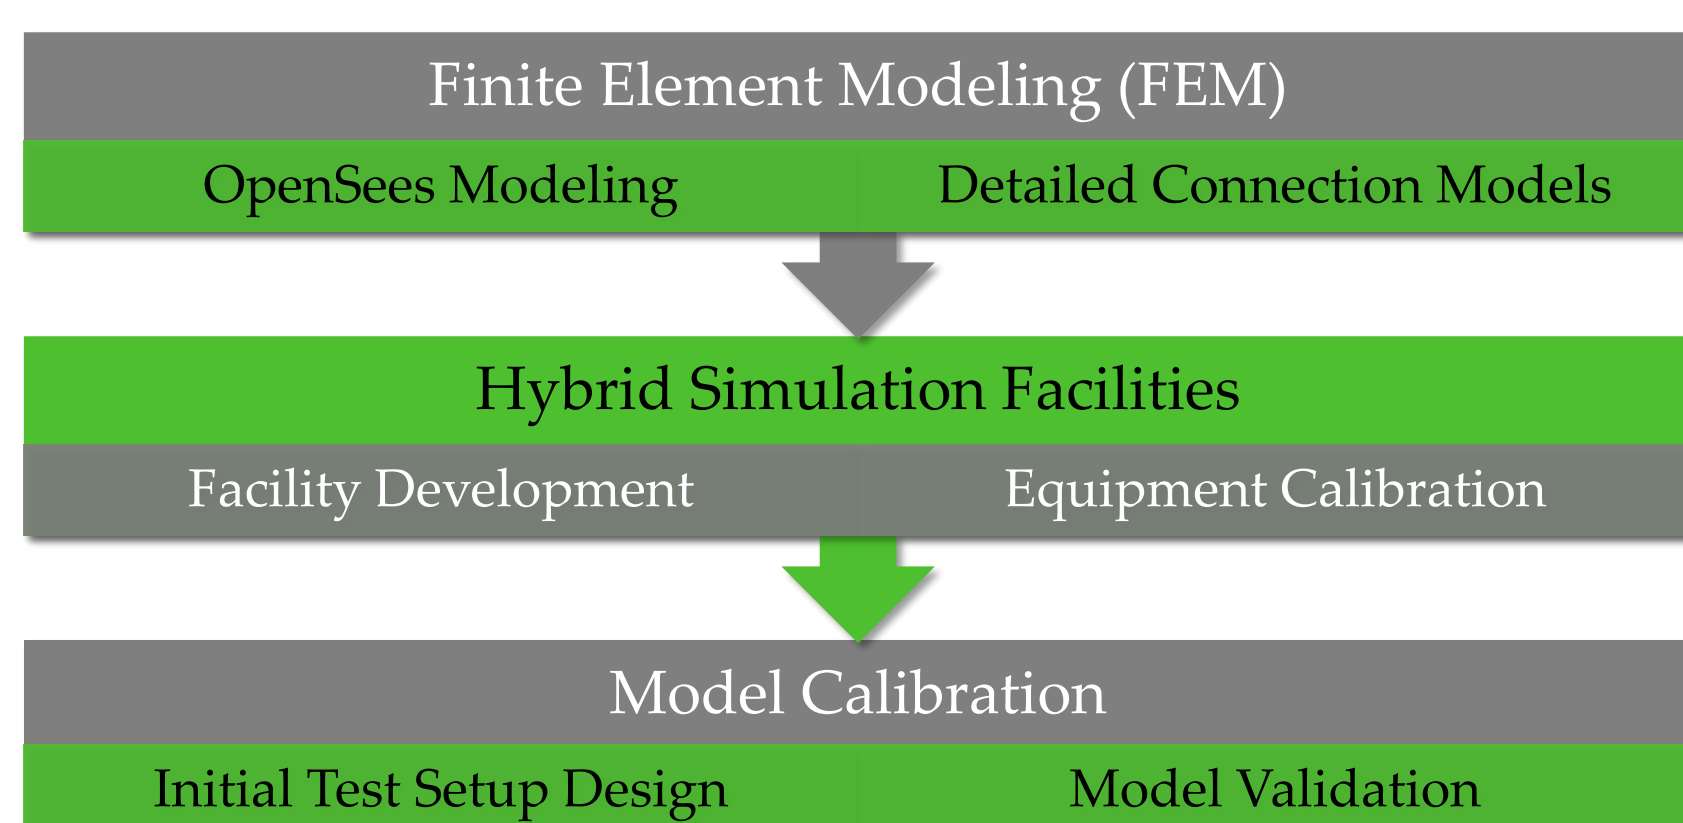 Finite Element Modeling (FEM)
OpenSees Modeling
Detailed Connection Models
Hybrid Simulation Facilities
Facility Development
Equipment Calibration
Model Calibration
Initial Test Setup Design
Model Validation